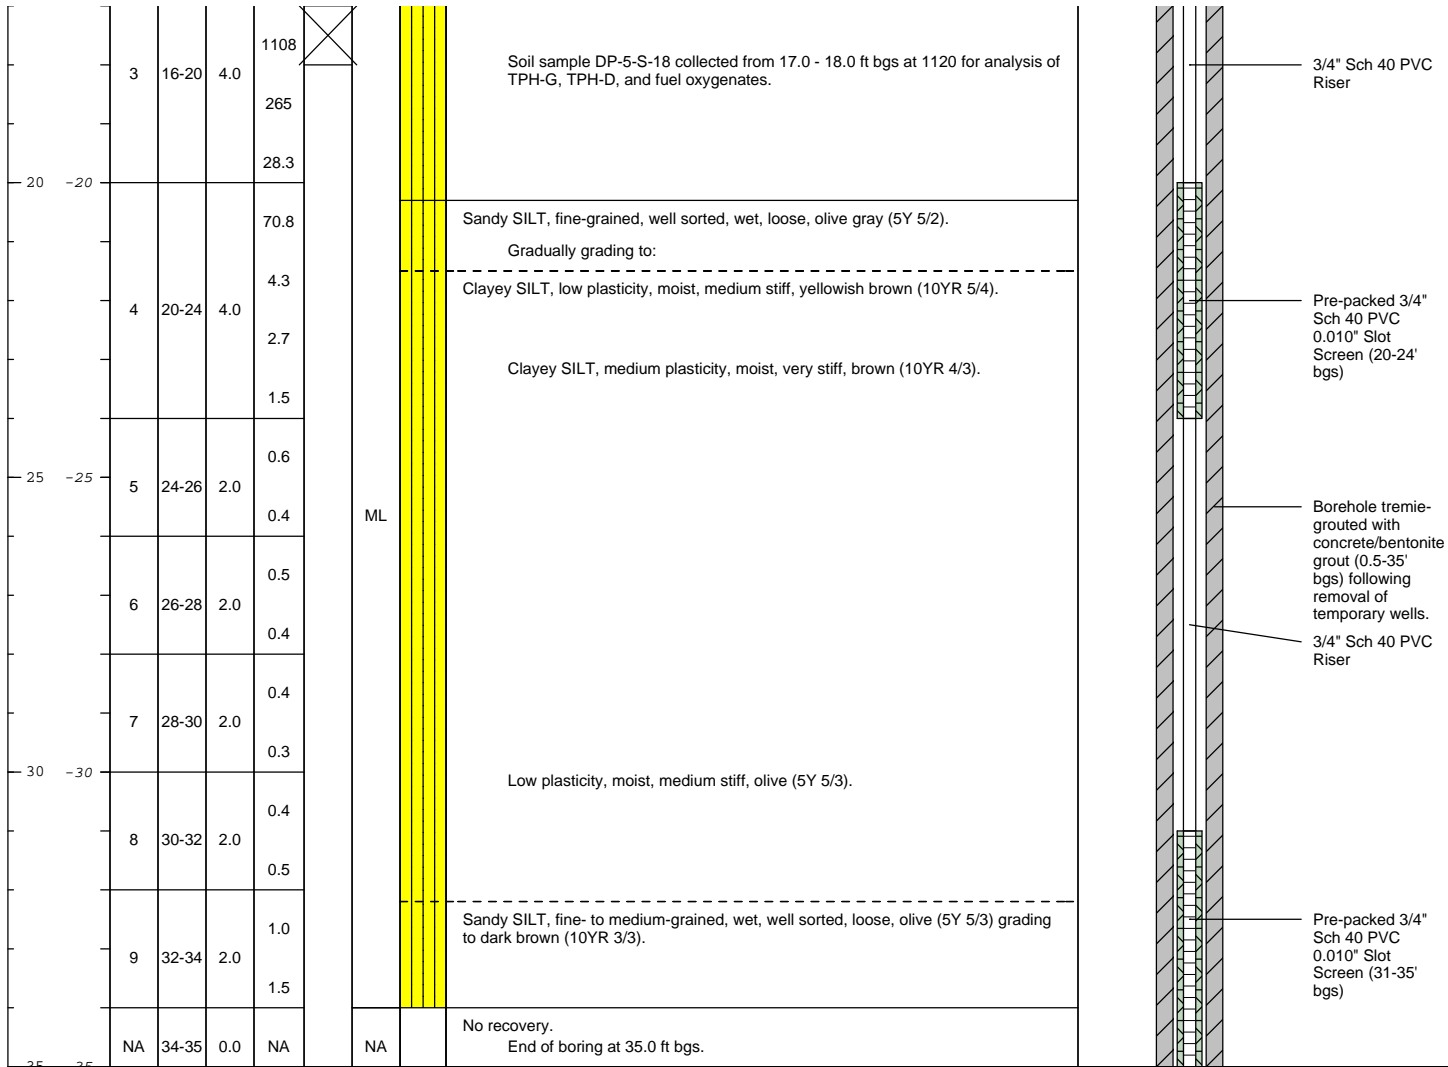 1108
Soil sample DP-5-S-18 collected from 17.0 - 18.0 ft bgs at 1120 for analysis of
TPH-G, TPH-D, and fuel oxygenates.
3/4" Sch 40 PVC
Riser
3 16-20 4.0
265
28.3
20 -20
70.8
Sandy SILT, fine-grained, well sorted, wet, loose, olive gray (5Y 5/2).
Gradually grading to:
4.3
Clayey SILT, low plasticity, moist, medium stiff, yellowish brown (10YR 5/4).
4 20-24 4.0
Pre-packed 3/4"
Sch 40 PVC
0.010" Slot
Screen (20-24'
bgs)
2.7
Clayey SILT, medium plasticity, moist, very stiff, brown (10YR 4/3).
1.5
0.6
25 -25
5 24-26 2.0
0.4
ML
Borehole tremie-
grouted with
concrete/bentonite
grout (0.5-35'
bgs) following
removal of
temporary wells.
0.5
6 26-28 2.0
0.4
3/4" Sch 40 PVC
Riser
0.4
7 28-30 2.0
0.3
30 -30
Low plasticity, moist, medium stiff, olive (5Y 5/3).
0.4
8 30-32 2.0
0.5
1.0
Sandy SILT, fine- to medium-grained, wet, well sorted, loose, olive (5Y 5/3) grading
to dark brown (10YR 3/3).
Pre-packed 3/4"
Sch 40 PVC
0.010" Slot
Screen (31-35'
bgs)
9 32-34 2.0
1.5
No recovery.
End of boring at 35.0 ft bgs.
NA 34-35 0.0 NA NA
35 -35